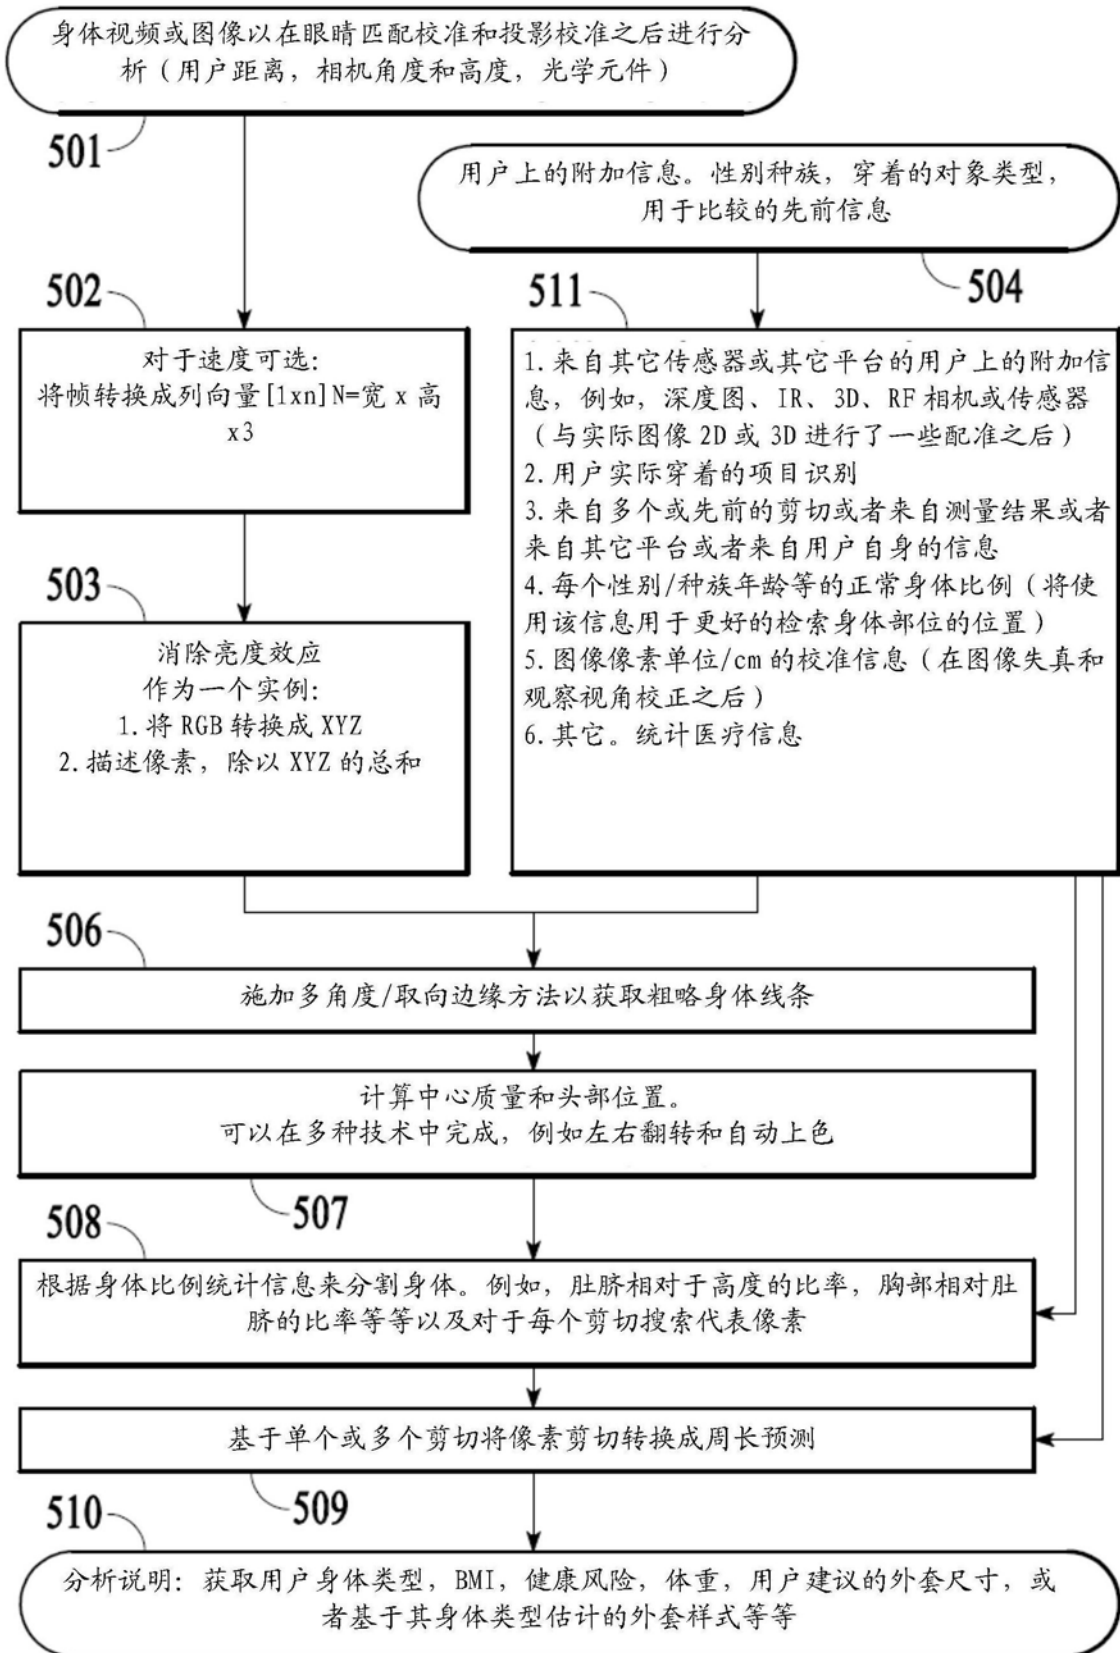 身体视频或图像以在眼睛匹配校准和投影校准之后进行分
析（用户距离，相机角度和高度，光学元件）
501
用户上的附加信息。性别种族，穿着的对象类型，
用于比较的先前信息
504
502
对于速度可选：
将帧转换成列向量[1xn]N=宽 x 高
x3
511
1.来自其它传感器或其它平台的用户上的附加信
息，例如，深度图、IR、3D、RF 相机或传感器
（与实际图像 2D 或 3D 进行了一些配准之后）
2.用户实际穿着的项目识别
3.来自多个或先前的剪切或者来自测量结果或者
来自其它平台或者来自用户自身的信息
4.每个性别/种族年龄等的正常身体比例（将使
用该信息用于更好的检索身体部位的位置）
5.图像像素单位/cm 的校准信息（在图像失真和
观察视角校正之后）
6.其它。统计医疗信息
503
消除亮度效应
作为一个实例：
1.将 RGB 转换成 XYZ
2.描述像素，除以 XYZ 的总和
506
施加多角度/取向边缘方法以获取粗略身体线条
计算中心质量和头部位置。
可以在多种技术中完成，例如左右翻转和自动上色
507
508
根据身体比例统计信息来分割身体。例如，肚脐相对于高度的比率，胸部相对肚
脐的比率等等以及对于每个剪切搜索代表像素
基于单个或多个剪切将像素剪切转换成周长预测
509
510
分析说明：获取用户身体类型，BMI，健康风险，体重，用户建议的外套尺寸，或
者基于其身体类型估计的外套样式等等